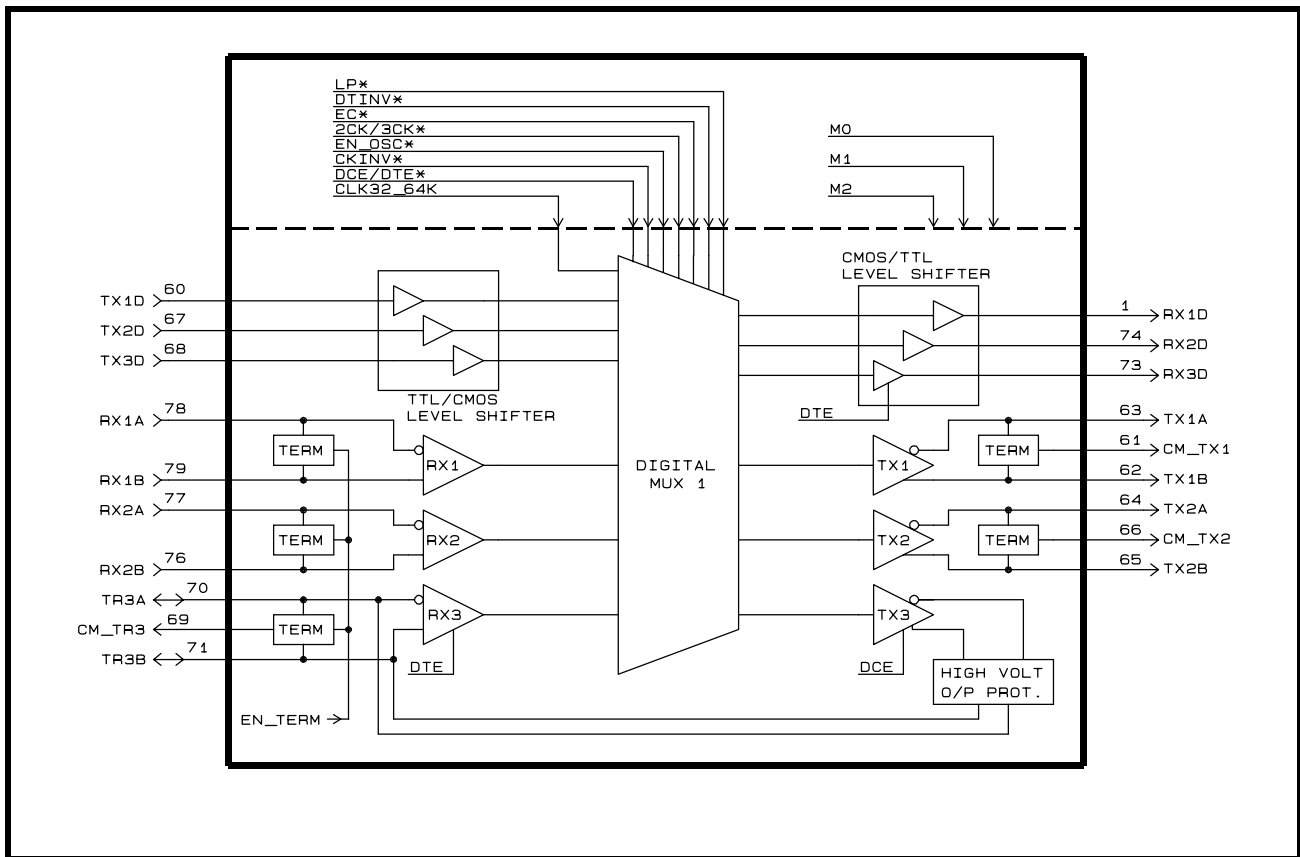 LP*
DTINV*
EC*
2CK/3CK*
EN_OSC*
CKINV*
DCE/DTE*
CLK32_64K
M0
M1
M2
CMOS/TTL
LEVEL SHIFTER
TX1D 60
TX2D 67
TX3D 68
1 RX1D
74 RX2D
73 RX3D
TTL/CMOS
LEVEL SHIFTER
DTE
RX1A 78
TERM
RX1
RX1B 79
DIGITAL
MUX 1
TX1
TERM
63 TX1A
61 CM_TX1
62 TX1B
RX2A 77
TERM
RX2
RX2B 76
TX2
TERM
64 TX2A
66 CM_TX2
65 TX2B
TR3A 70
CM_TR3 69
TERM
RX3
TR3B 71
DTE
TX3
DCE
HIGH VOLT
O/P PROT.
EN_TERM